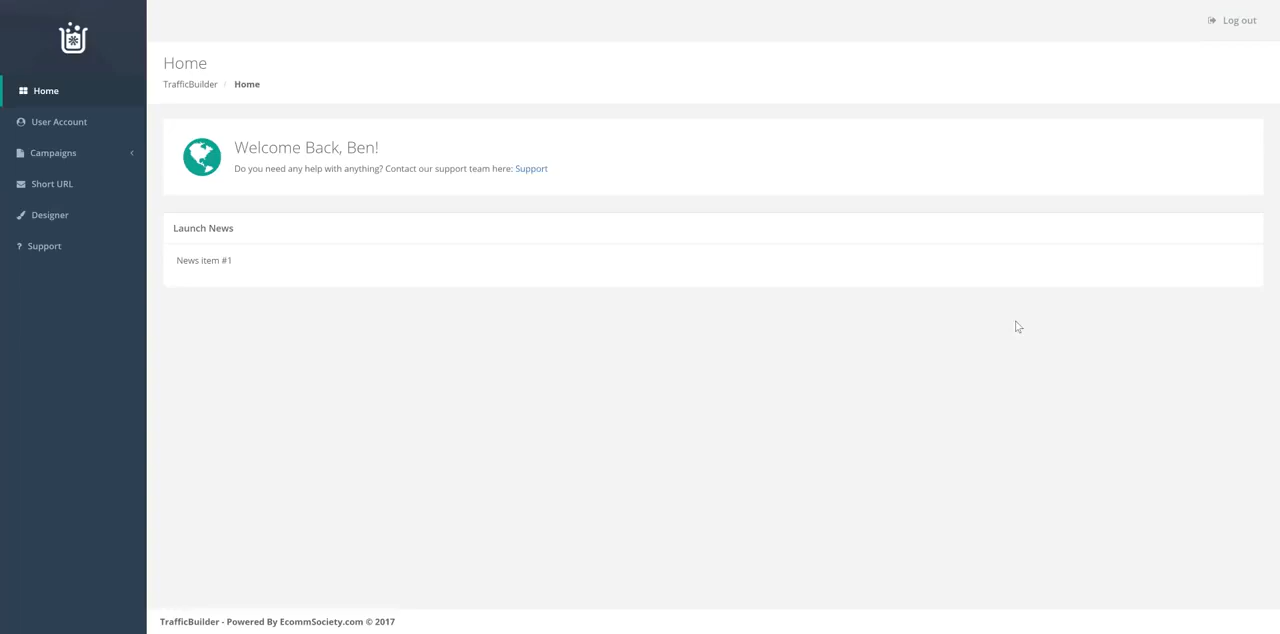 Log out
Home
User Account
Campaigns
Short URL
Designer
? Support
Home
TrafficBuilder / Home
Welcome Back, Ben!
Do you need any help with anything? Contact our support team here: Support
Launch News
News item #1
TrafficBuilder - Powered By EcommSociety.com © 2017